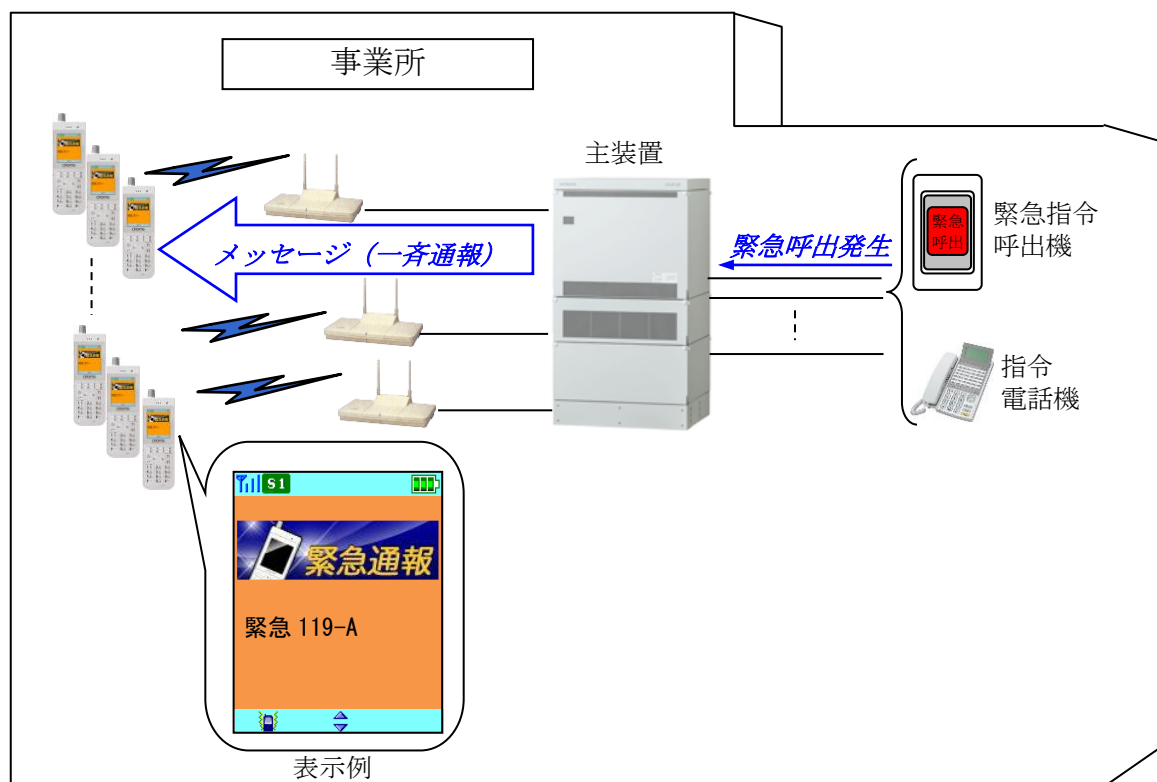 事業所
主装置
緊急
呼出
緊急指令
呼出機
緊急呼出発生
メッセージ（一斉通報）
指令
電話機
S1
緊急通報
緊急 119-A
表示例